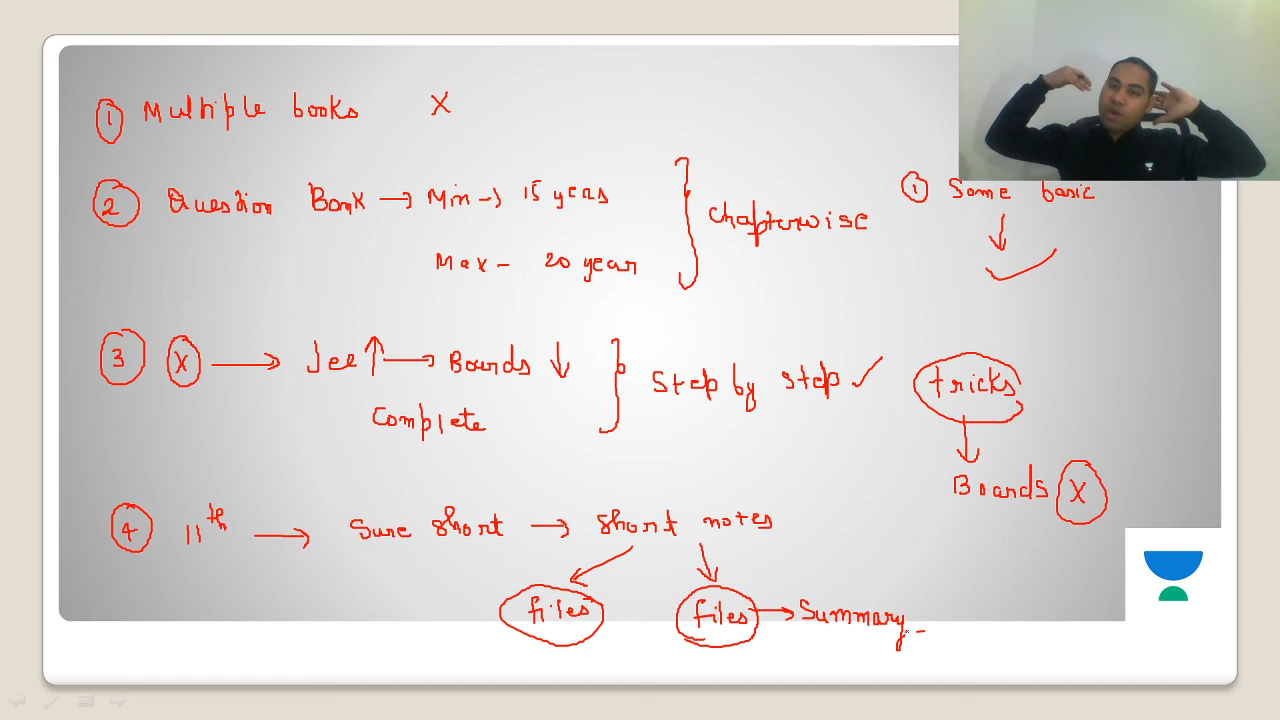 1 Multiple books X
2 Question Bank → Min → 15 years
Max - 20 year
Chapterwise
1 Some basic
3 X → Jee ↑ → Boards ↓
Complete
Step by step ✓
tricks
Boards X
4 11th → Sure short → Short notes
files files → Summary -